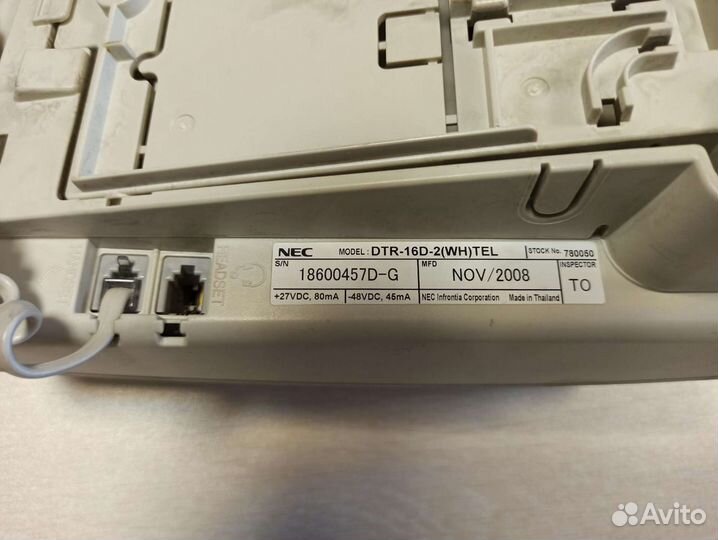 NEC MODEL: DTR-16D-2(WH)TEL STOCK No. 780050
S/N 18600457D-G MFD NOV/2008 INSPECTOR
+27VDC, 80mA -48VDC, 45mA NEC Infrontia Corporation Made in Thailand TO
HEADSET
Avito